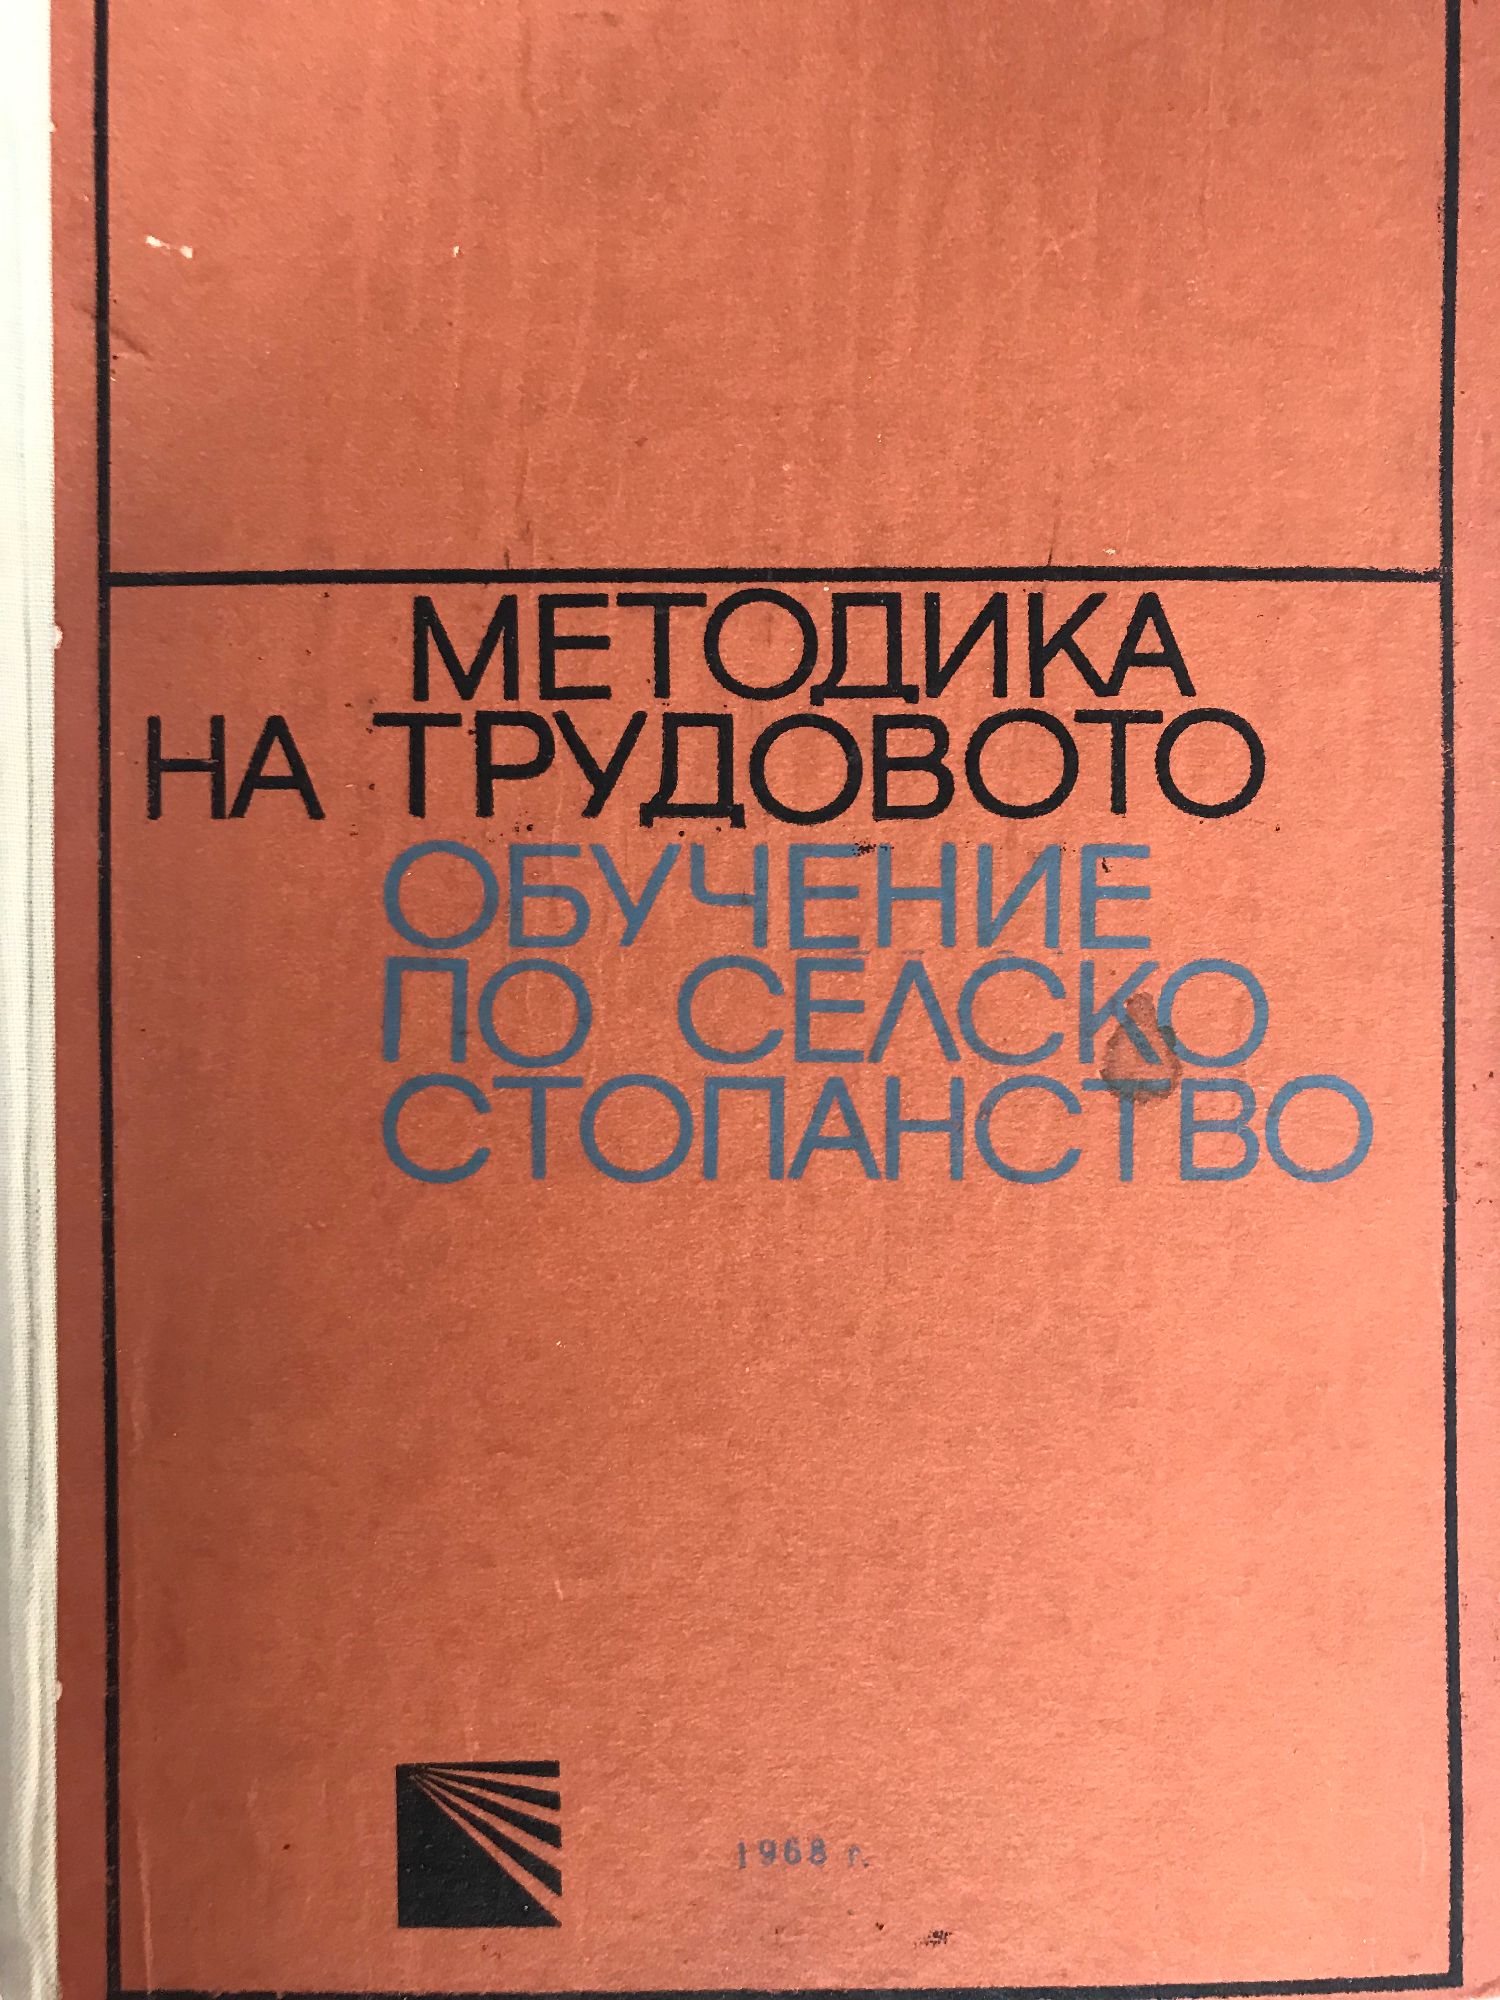 МЕТОДИКА
НА ТРУДОВОТО
ОБУЧЕНИЕ
ПО СЕЛСКО
СТОПАНСТВО
1968 г.